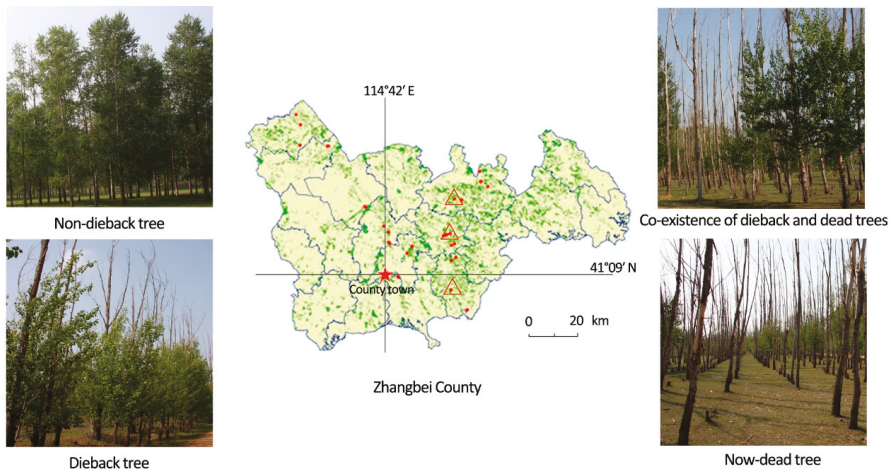 114°42′ E
Non-dieback tree
Co-existence of dieback and dead trees
41°09′ N
County town
0 20 km
Zhangbei County
Dieback tree
Now-dead tree